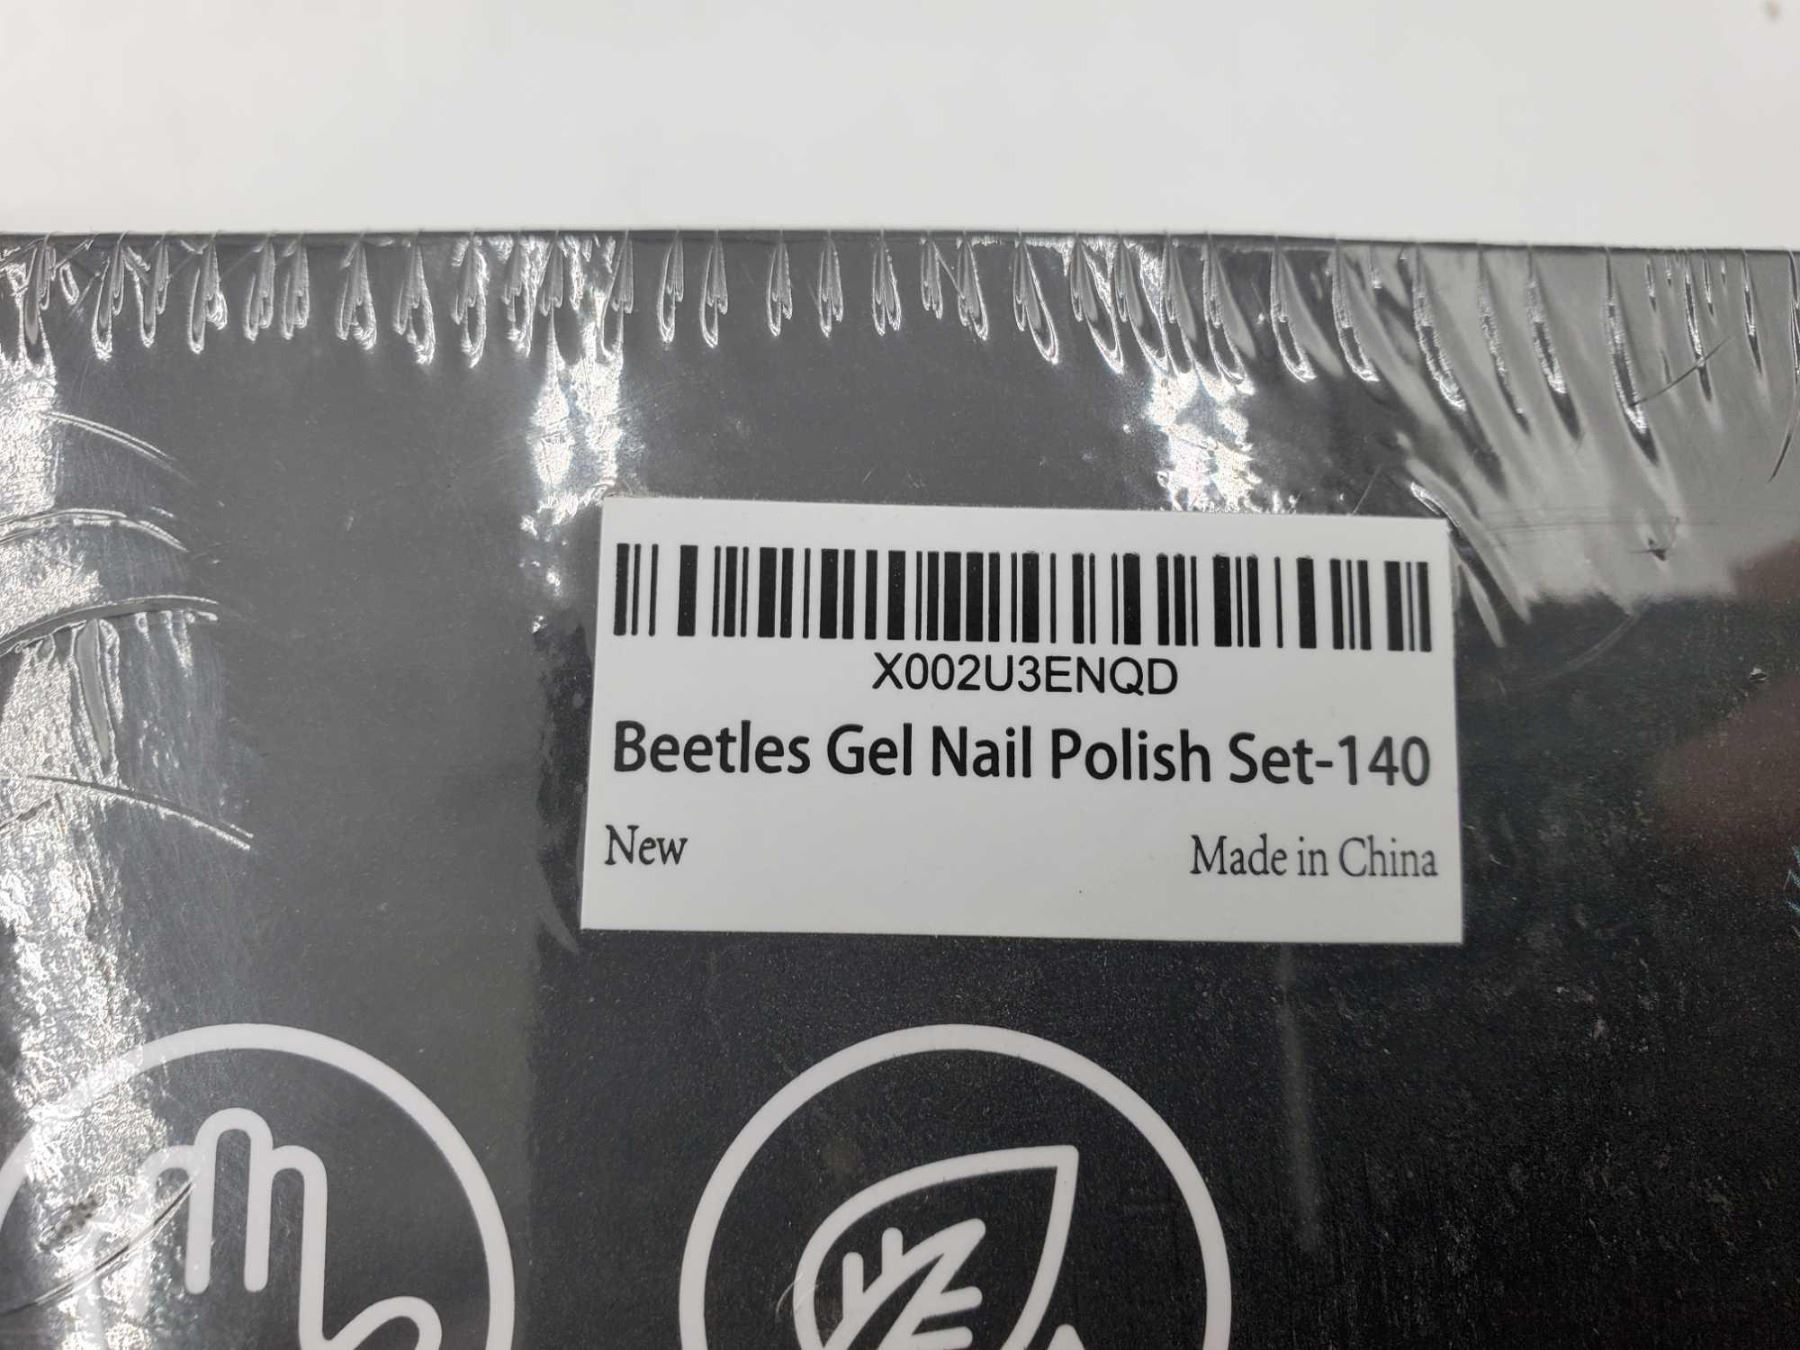 X002U3ENQD
Beetles Gel Nail Polish Set-140
New
Made in China